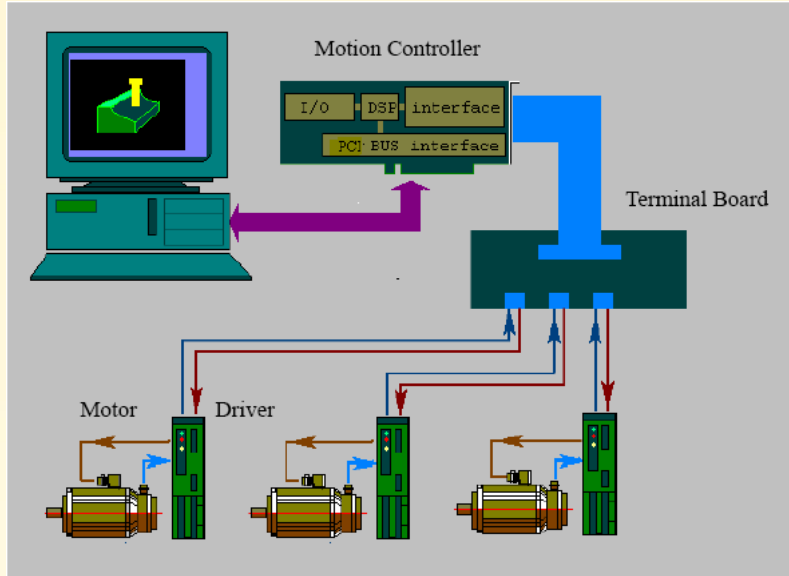 Motion Controller
I/O
DSP
interface
PCI BUS interface
Terminal Board
Motor
Driver